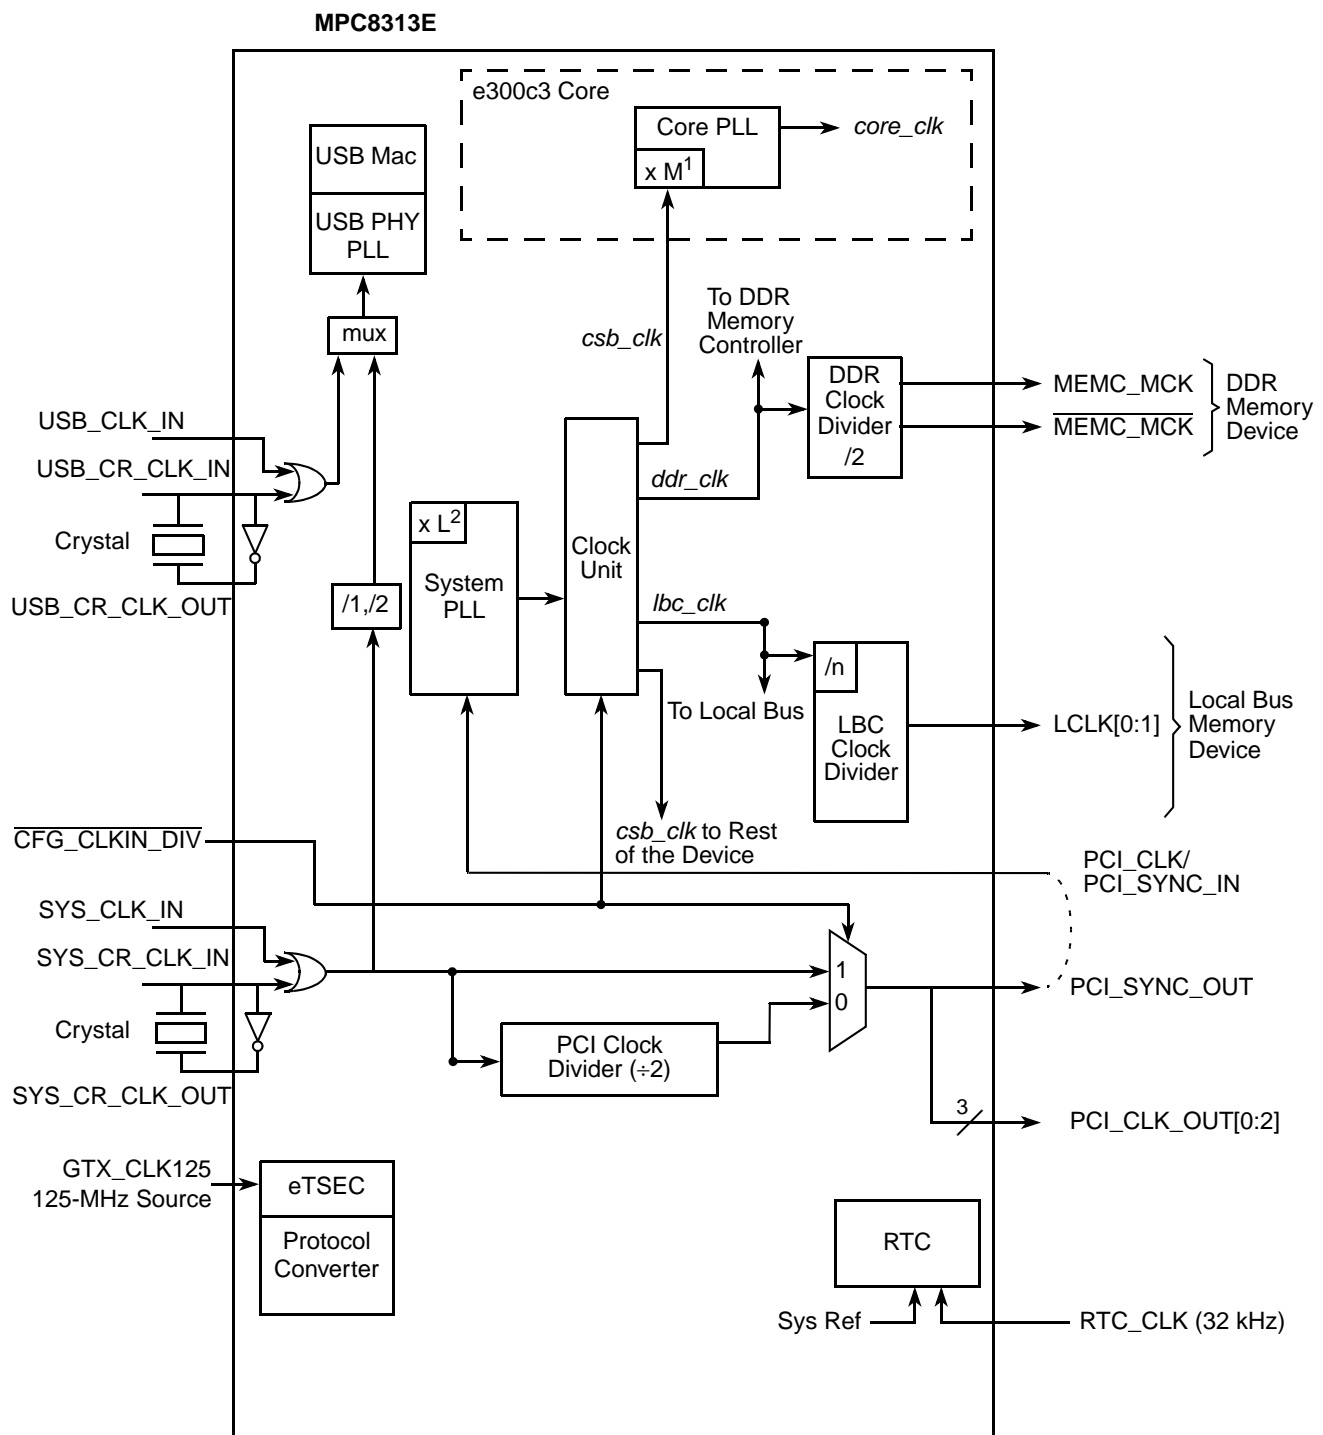 MPC8313E
e300c3 Core
Core PLL
x M1
core_clk
USB Mac
USB PHY
PLL
mux
csb_clk
To DDR
Memory
Controller
DDR
Clock
Divider
/2
MEMC_MCK
MEMC_MCK
DDR
Memory
Device
USB_CLK_IN
USB_CR_CLK_IN
Crystal
USB_CR_CLK_OUT
/1,/2
x L2
System
PLL
Clock
Unit
ddr_clk
lbc_clk
To Local Bus
/n
LBC
Clock
Divider
LCLK[0:1]
Local Bus
Memory
Device
csb_clk to Rest
of the Device
CFG_CLKIN_DIV
PCI_CLK/
PCI_SYNC_IN
SYS_CLK_IN
SYS_CR_CLK_IN
Crystal
SYS_CR_CLK_OUT
1
0
PCI_SYNC_OUT
PCI Clock
Divider (÷2)
3
PCI_CLK_OUT[0:2]
GTX_CLK125
125-MHz Source
eTSEC
Protocol
Converter
RTC
Sys Ref
RTC_CLK (32 kHz)